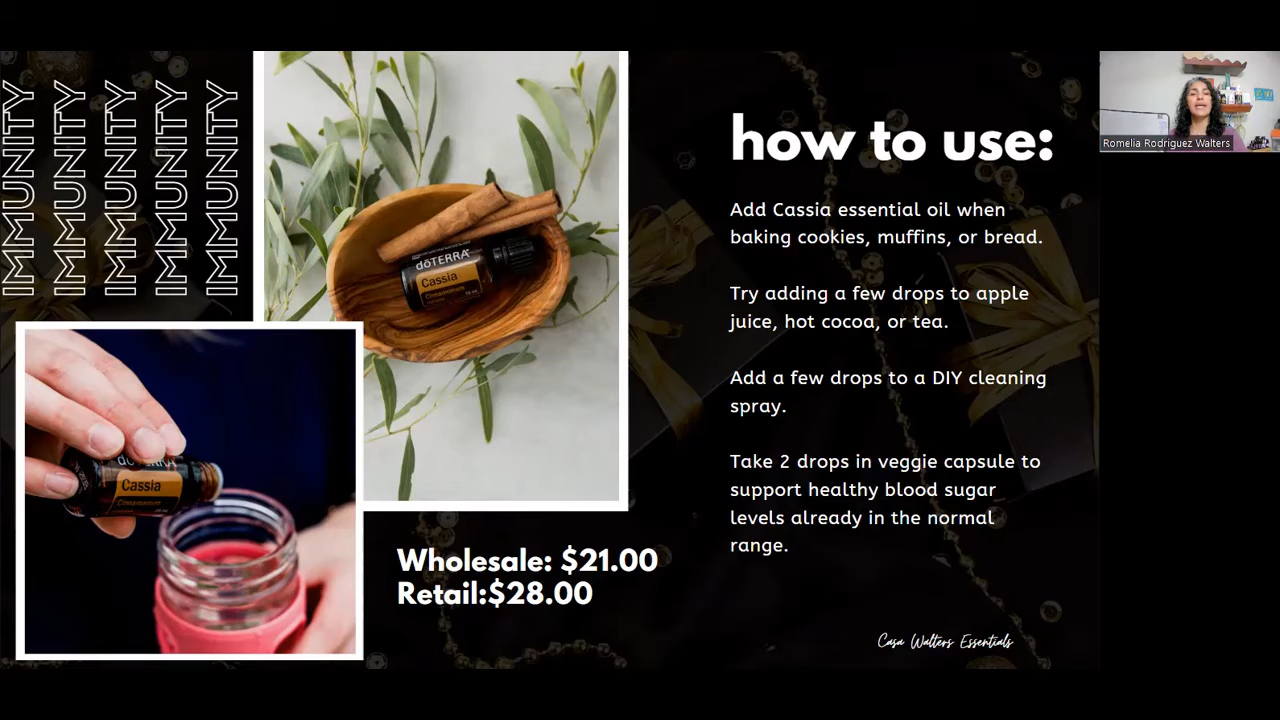 IMMUNITY
IMMUNITY
IMMUNITY
IMMUNITY
IMMUNITY
dōTERRA
Cassia
Cinnamomum
dōTERRA
Cassia
Cinnamomum
Wholesale: $21.00
Retail:$28.00
how to use:
Add Cassia essential oil when
baking cookies, muffins, or bread.
Try adding a few drops to apple
juice, hot cocoa, or tea.
Add a few drops to a DIY cleaning
spray.
Take 2 drops in veggie capsule to
support healthy blood sugar
levels already in the normal
range.
Casa Walters Essentials
Romelia Rodriguez Walters